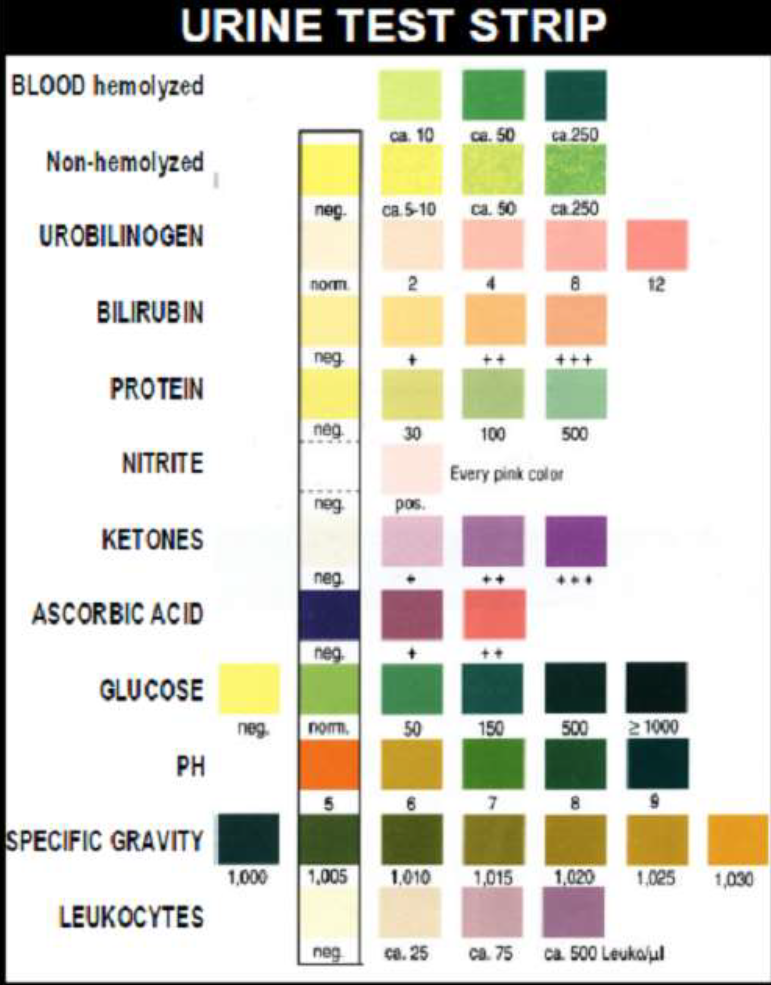 URINE TEST STRIP
BLOOD hemolyzed
ca. 10 ca. 50 ca.250
Non-hemolyzed
neg. ca.5-10 ca. 50 ca.250
UROBILINOGEN
norm. 2 4 8 12
BILIRUBIN
neg. + ++ +++
PROTEIN
neg. 30 100 500
NITRITE
Every pink color
neg. pos.
KETONES
neg. + ++ +++
ASCORBIC ACID
neg. + ++
GLUCOSE
neg. norm. 50 150 500 ≥ 1000
PH
5 6 7 8 9
SPECIFIC GRAVITY
1,000 1,005 1,010 1,015 1,020 1,025 1,030
LEUKOCYTES
neg. ca. 25 ca. 75 ca. 500 Leuko/µl